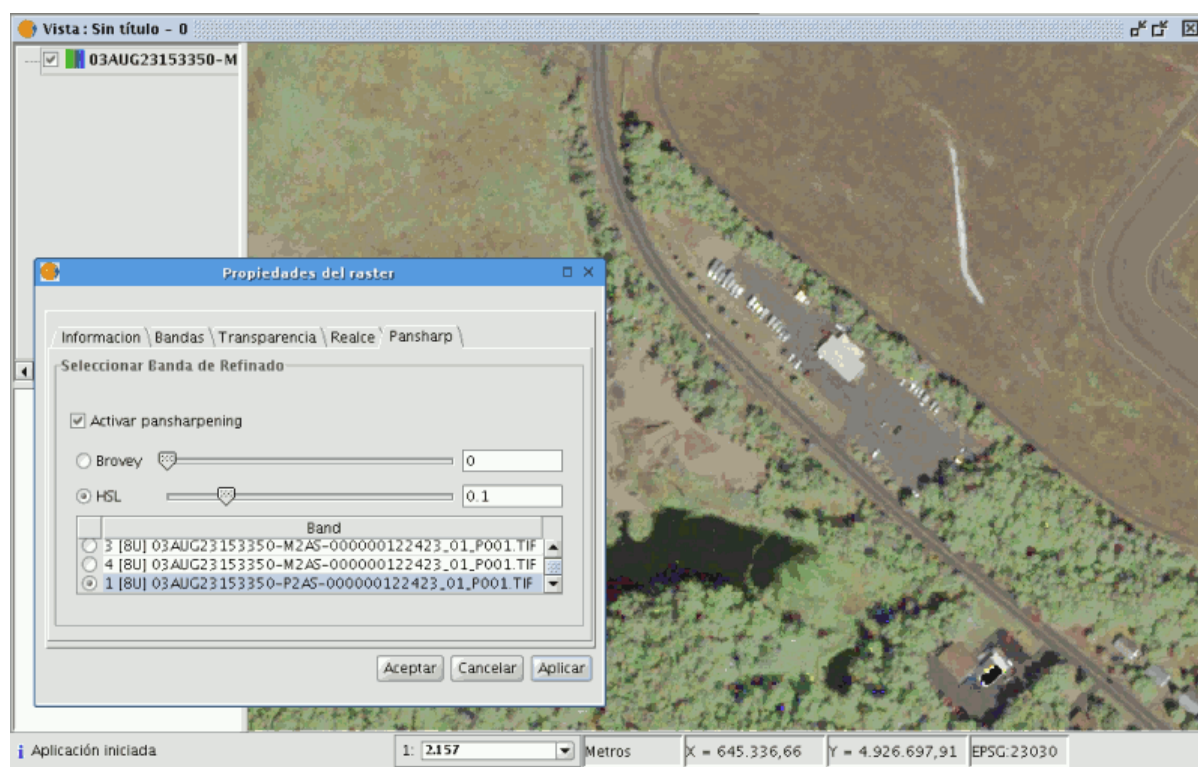 Vista : Sin título - 0
03AUG23153350-M
Propiedades del raster
Informacion Bandas Transparencia Realce Pansharp
Seleccionar Banda de Refinado
Activar pansharpening
Brovey 0
HSL 0.1
Band
3 [8U] 03AUG23153350-M2AS-000000122423_01_P001.TIF
4 [8U] 03AUG23153350-M2AS-000000122423_01_P001.TIF
1 [8U] 03AUG23153350-P2AS-000000122423_01_P001.TIF
Aceptar Cancelar Aplicar
Aplicación iniciada 1: 2.157 Metros X = 645.336,66 Y = 4.926.697,91 EPSG:23030